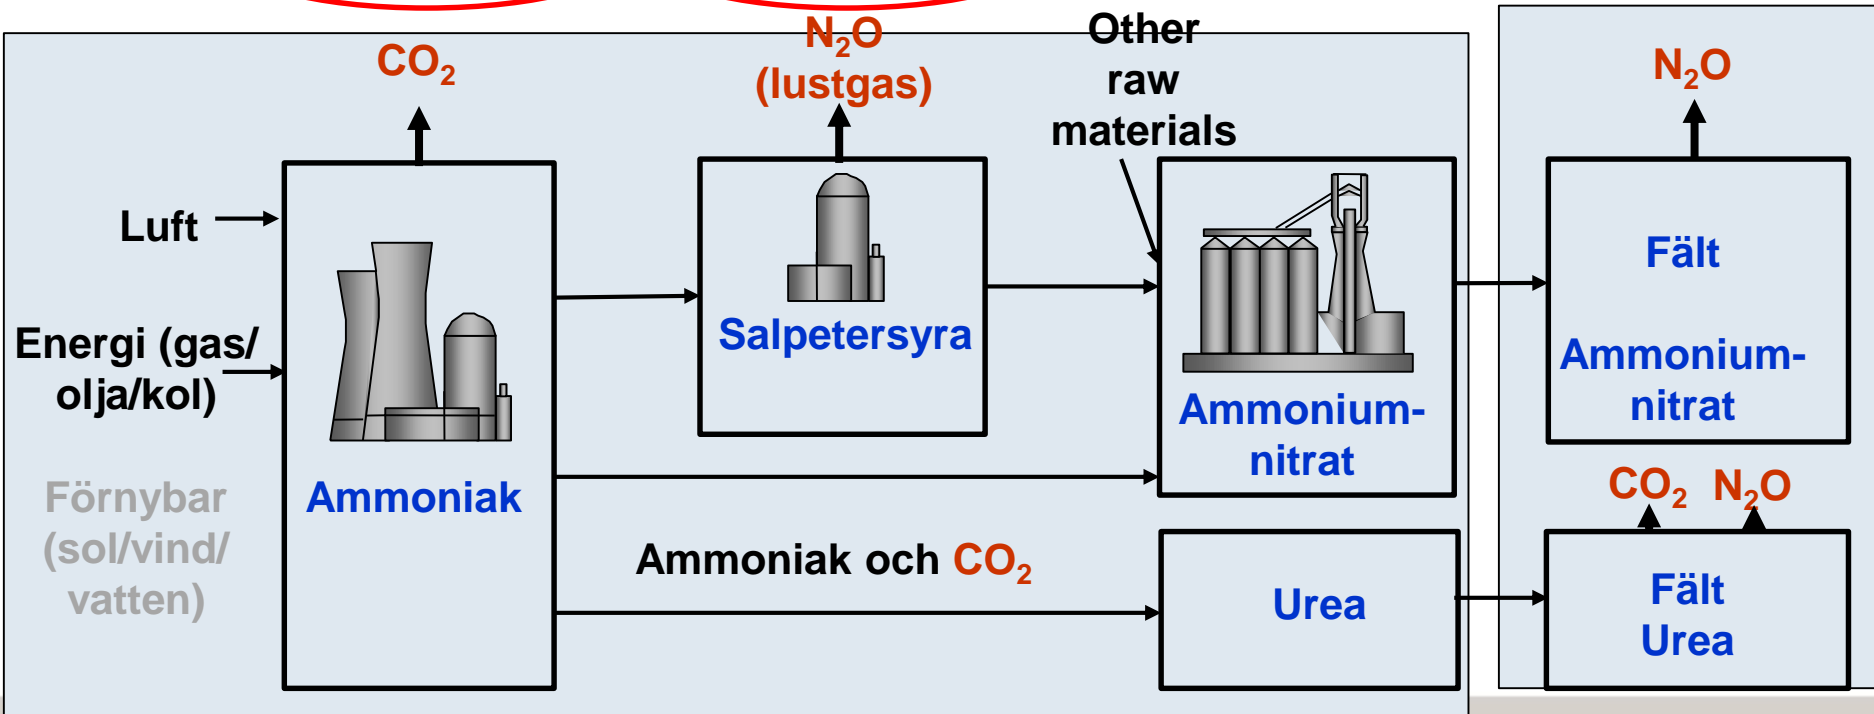 CO₂
N₂O
(lustgas)
Other
raw
materials
N₂O
Luft
Energi (gas/
olja/kol)
Förnybar
(sol/vind/
vatten)
Ammoniak
Salpetersyra
Ammonium-
nitrat
Fält
Ammonium-
nitrat
Ammoniak och CO₂
Urea
CO₂ N₂O
Fält
Urea